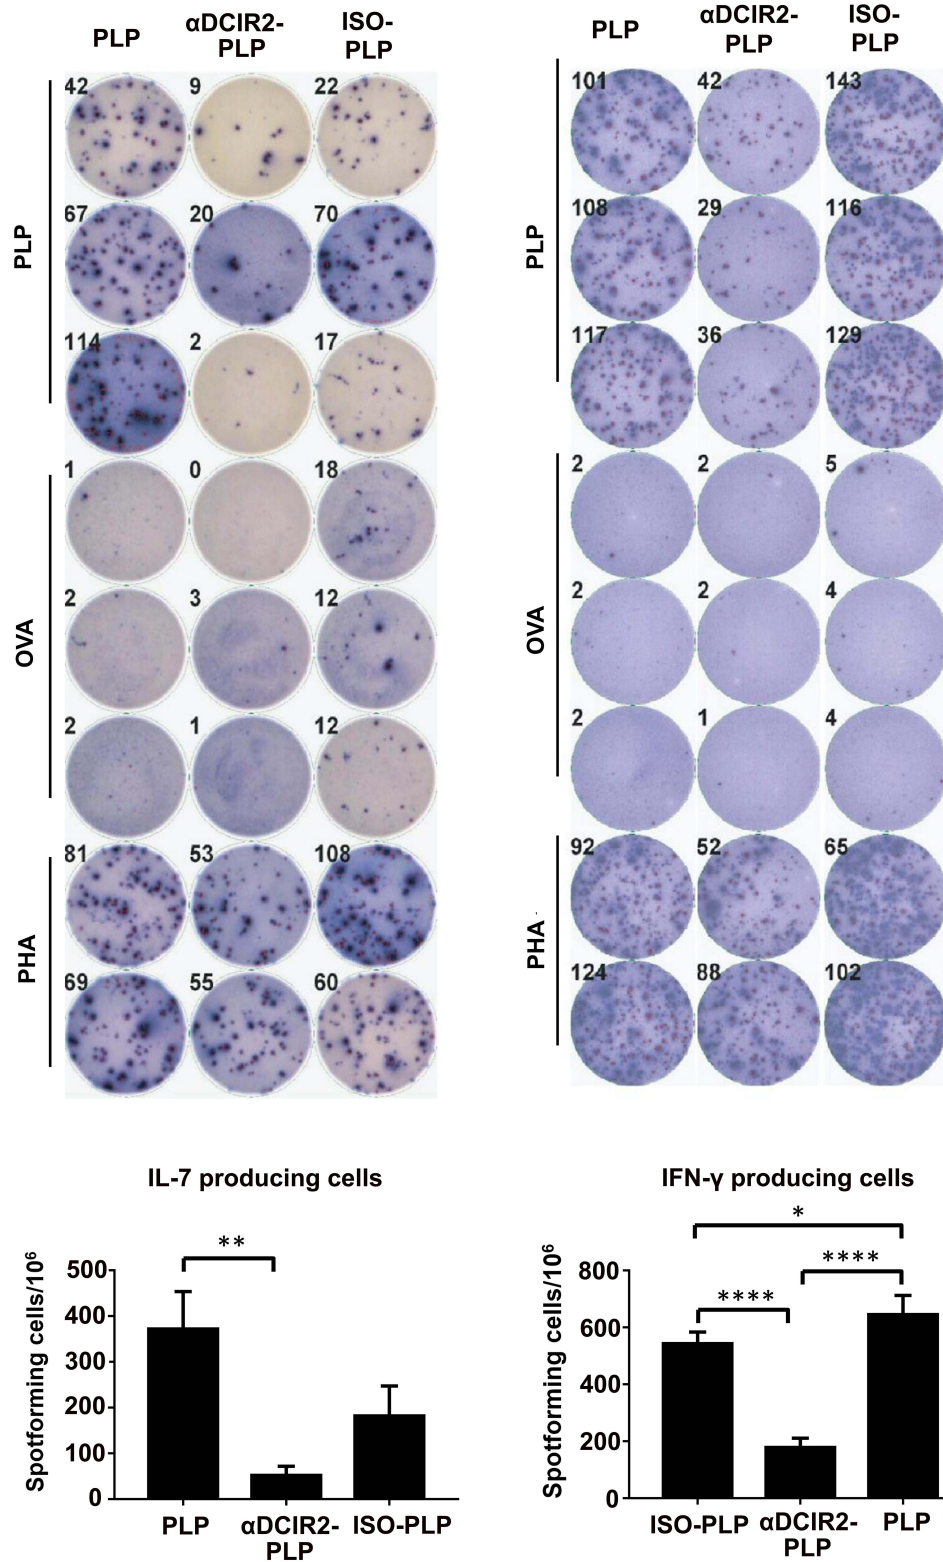 PLP
αDCIR2-
PLP
ISO-
PLP
42 9 22
67 20 70
114 2 17
PLP
1 0 18
2 3 12
2 1 12
OVA
81 53 108
69 55 60
PHA
PLP
αDCIR2-
PLP
ISO-
PLP
101 42 143
108 29 116
117 36 129
PLP
2 2 5
2 2 4
2 1 4
OVA
92 52 65
124 88 102
PHA
IL-7 producing cells
**
Spotforming cells/10⁶
500
400
300
200
100
0
PLP
αDCIR2-
PLP
ISO-PLP
IFN-γ producing cells
*
****
****
Spotforming cells/10⁶
800
600
400
200
0
ISO-PLP
αDCIR2-
PLP
PLP